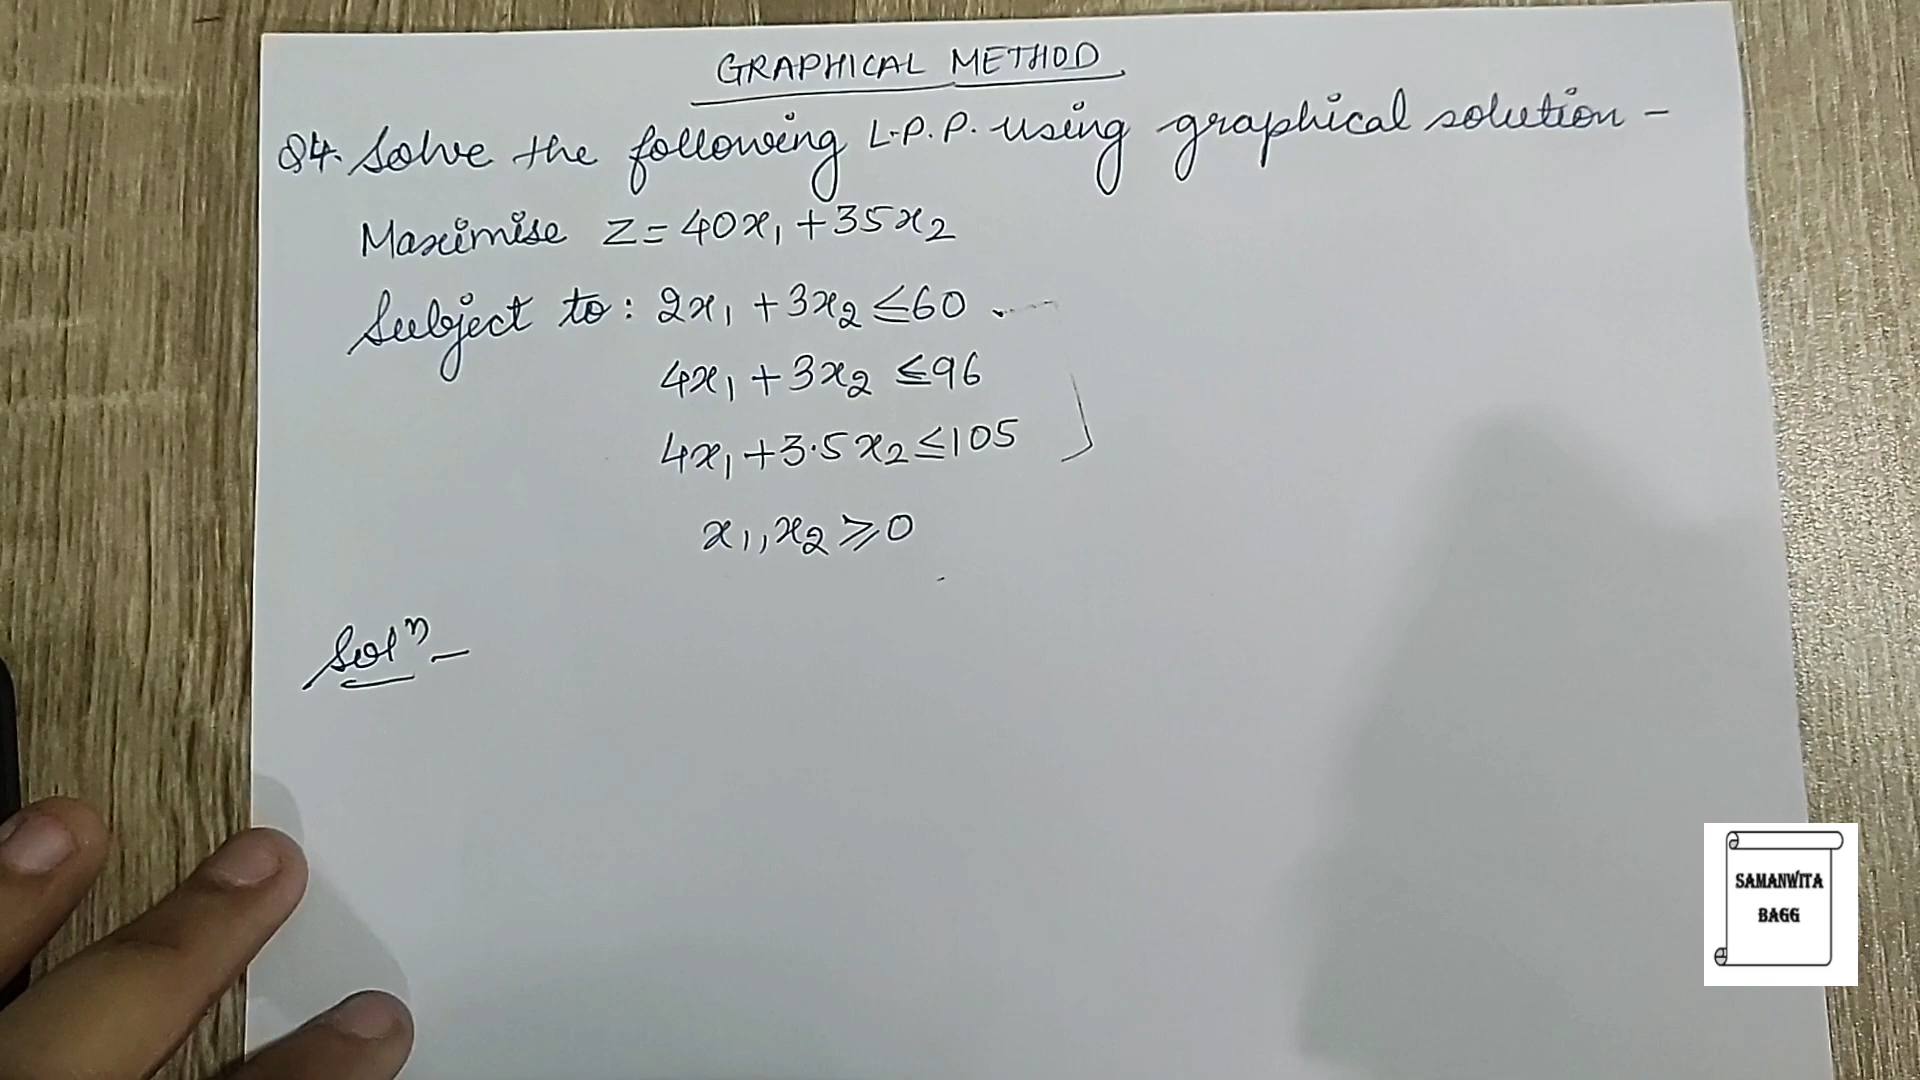 GRAPHICAL METHOD
Q4. Solve the following L.P.P. using graphical solution -
Maximise z = 40x₁ + 35x₂
Subject to : 2x₁ + 3x₂ ≤ 60
4x₁ + 3x₂ ≤ 96
4x₁ + 3.5x₂ ≤ 105
x₁, x₂ ≥ 0
Solⁿ -
SAMANWITA
BAGG